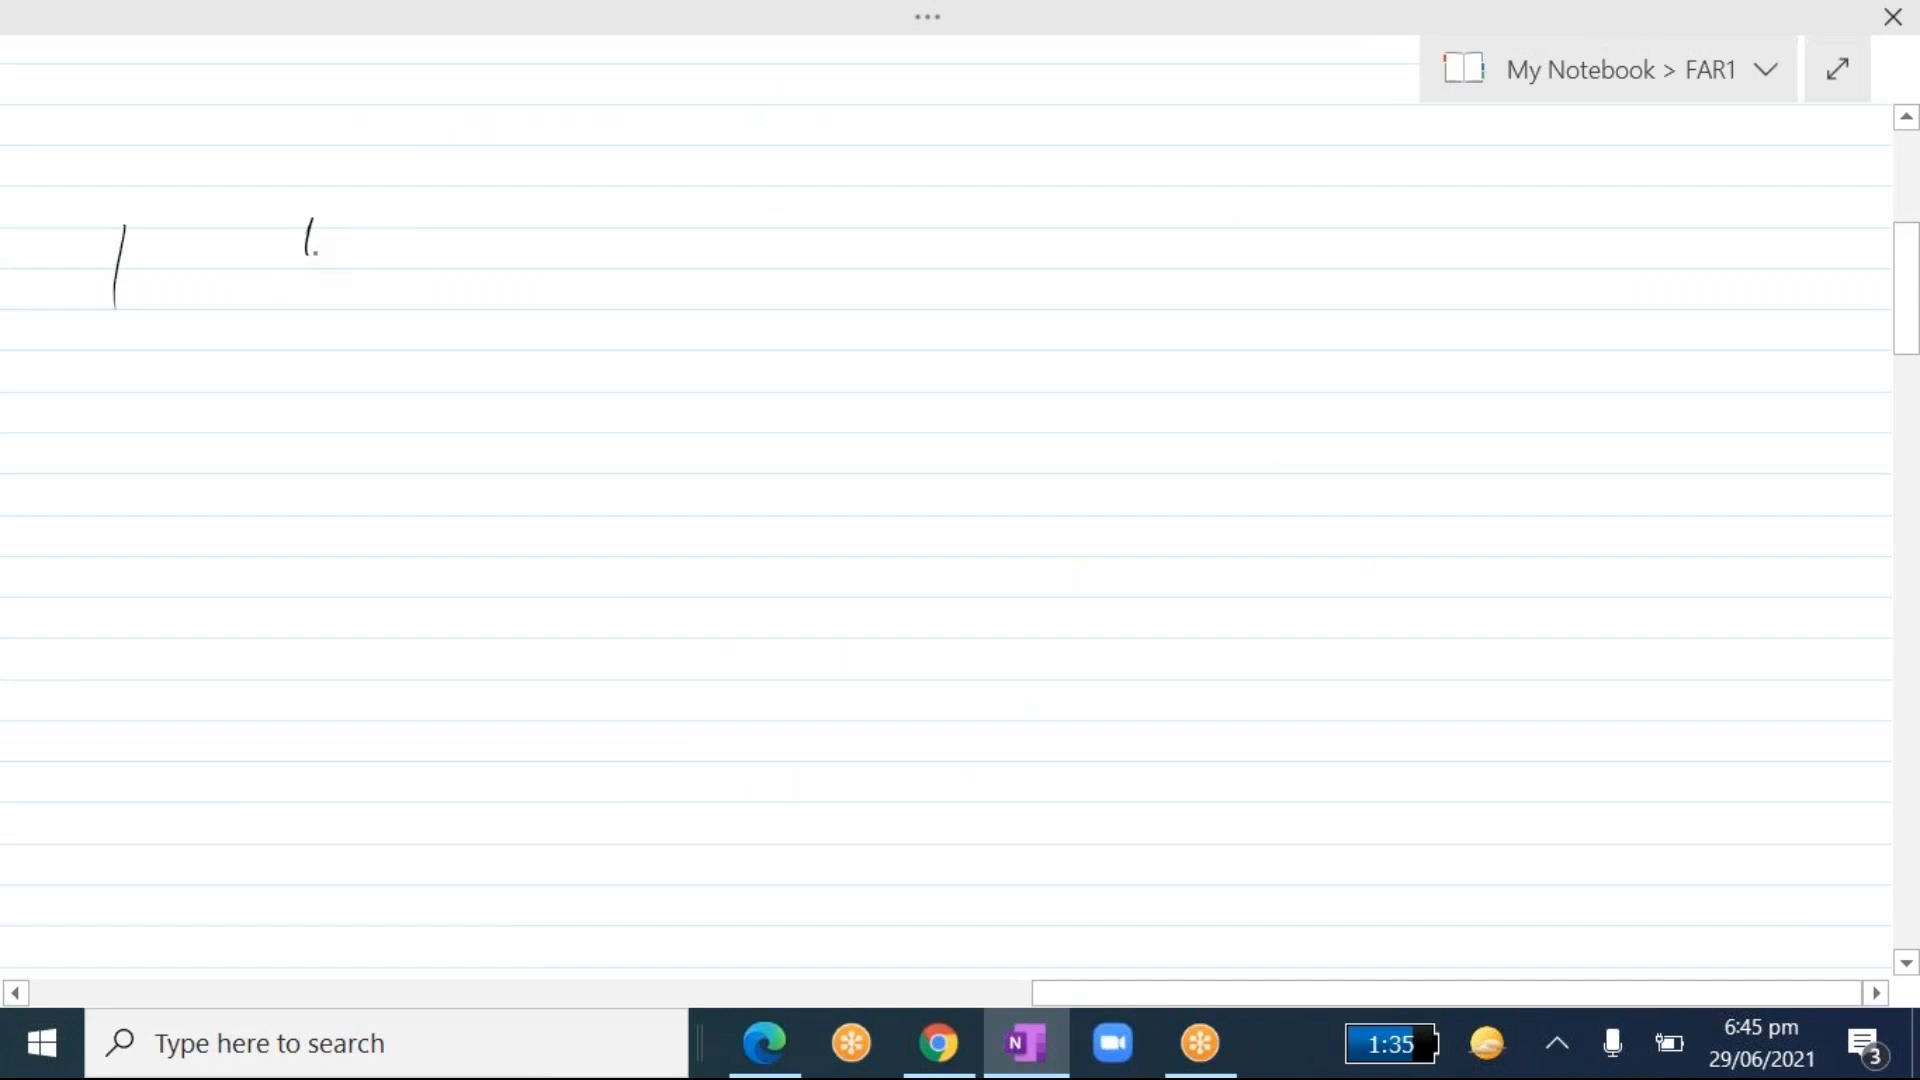 ...
My Notebook > FAR1
Type here to search
N
1:35
6:45 pm
29/06/2021
3